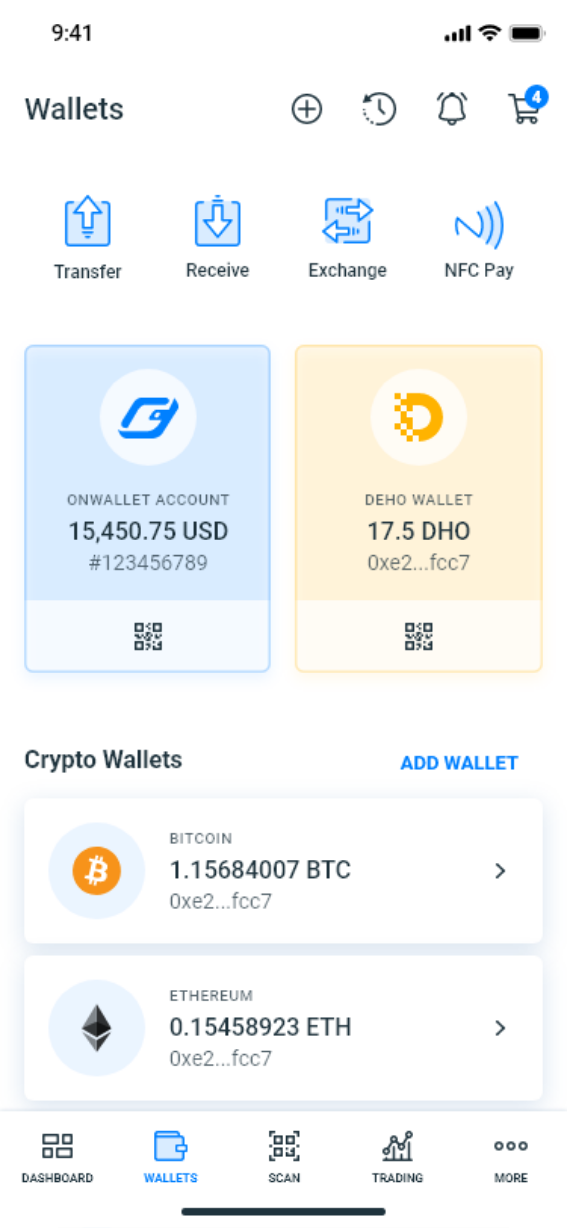 9:41
Wallets
4
Transfer
Receive
Exchange
NFC Pay
ONWALLET ACCOUNT
15,450.75 USD
#123456789
DEHO WALLET
17.5 DHO
0xe2...fcc7
Crypto Wallets
ADD WALLET
BITCOIN
1.15684007 BTC
0xe2...fcc7
ETHEREUM
0.15458923 ETH
0xe2...fcc7
DASHBOARD
WALLETS
SCAN
TRADING
MORE